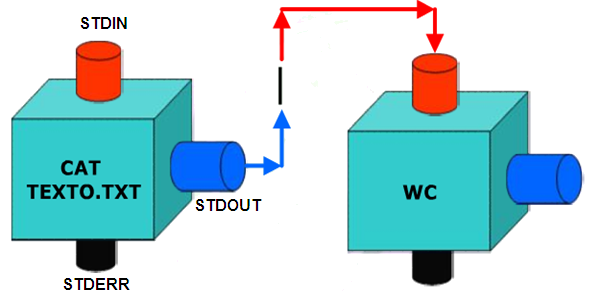 STDIN
CAT
TEXTO.TXT
STDOUT
STDERR
|
WC